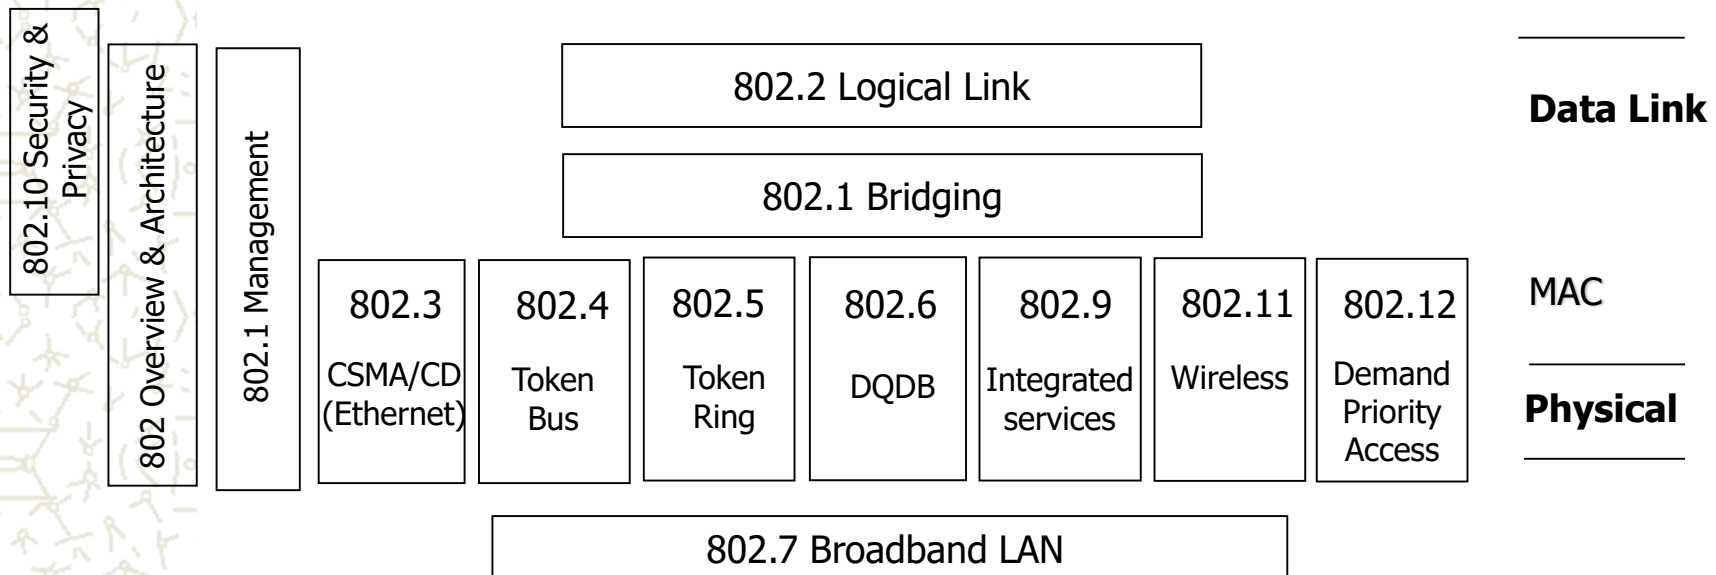 802.10 Security &
Privacy
802 Overview & Architecture
802.1 Management
802.2 Logical Link
802.1 Bridging
802.3
CSMA/CD
(Ethernet)
802.4
Token
Bus
802.5
Token
Ring
802.6
DQDB
802.9
Integrated
services
802.11
Wireless
802.12
Demand
Priority
Access
802.7 Broadband LAN
Data Link
MAC
Physical